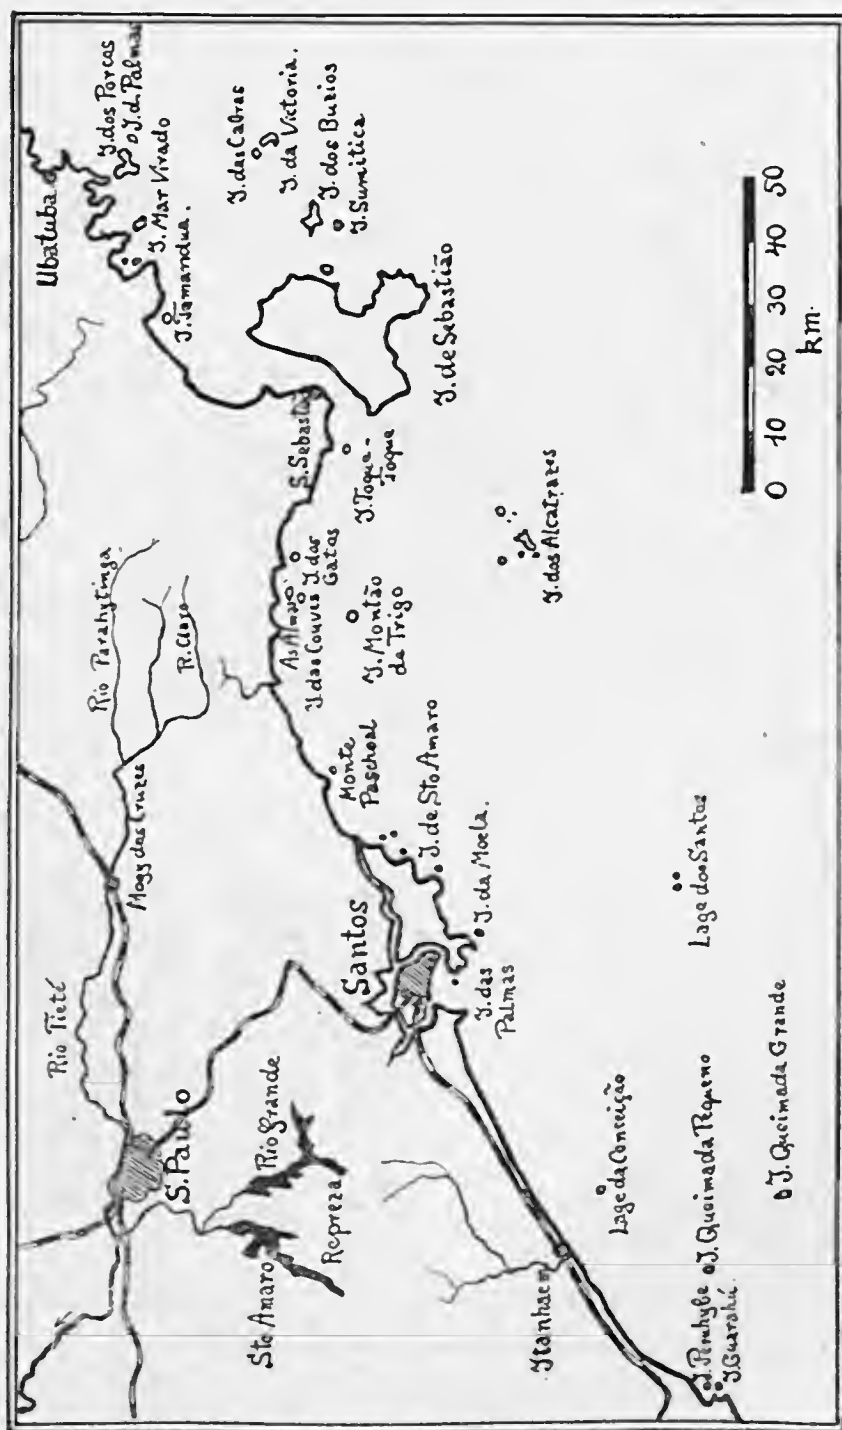 Ubatuba
J. dos Porcos
J. d. Palmas
J. Mar Virado
J. Tamandua.
J. das Cabras
J. da Victoria.
J. dos Buzios
J. Sumitica
J. de Sebastião
S. Sebastião
J. Toque-
Toque
J. dos Alcatrazes
0 10 20 30 40 50
km.
Rio Parahytinga
R. Claro
As Ilhas
J. das Couves
J. dos
Gatos
J. Montão
de Trigo
Monte
Paschoal
J. de Sto Amaro
J. da Moela.
Mogy das Cruzes
Rio Tieté
Santos
J. das
Palmas
Lage dos Santos
S. Paulo
Rio Grande
Repreza
Sto Amaro
Itanhaem
Lage da Conceição
J. Queimada Pequeno
J. Queimada Grande
J. Peruhybe
J. Guarahú.